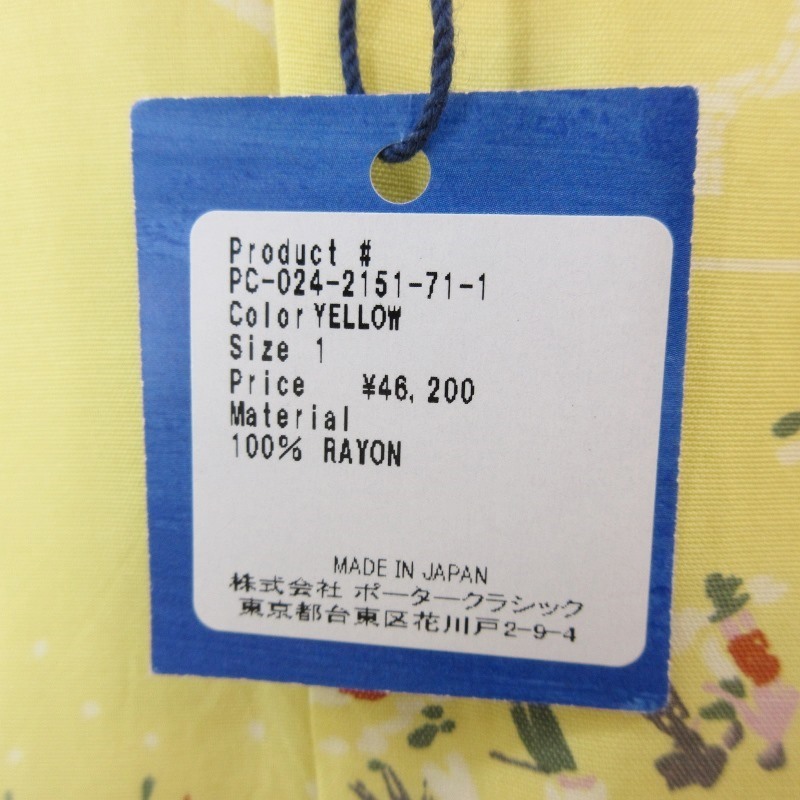 Product #
PC-024-2151-71-1
Color YELLOW
Size 1
Price ¥46,200
Material
100% RAYON
MADE IN JAPAN
株式会社 ポータークラシック
東京都台東区花川戸2-9-4